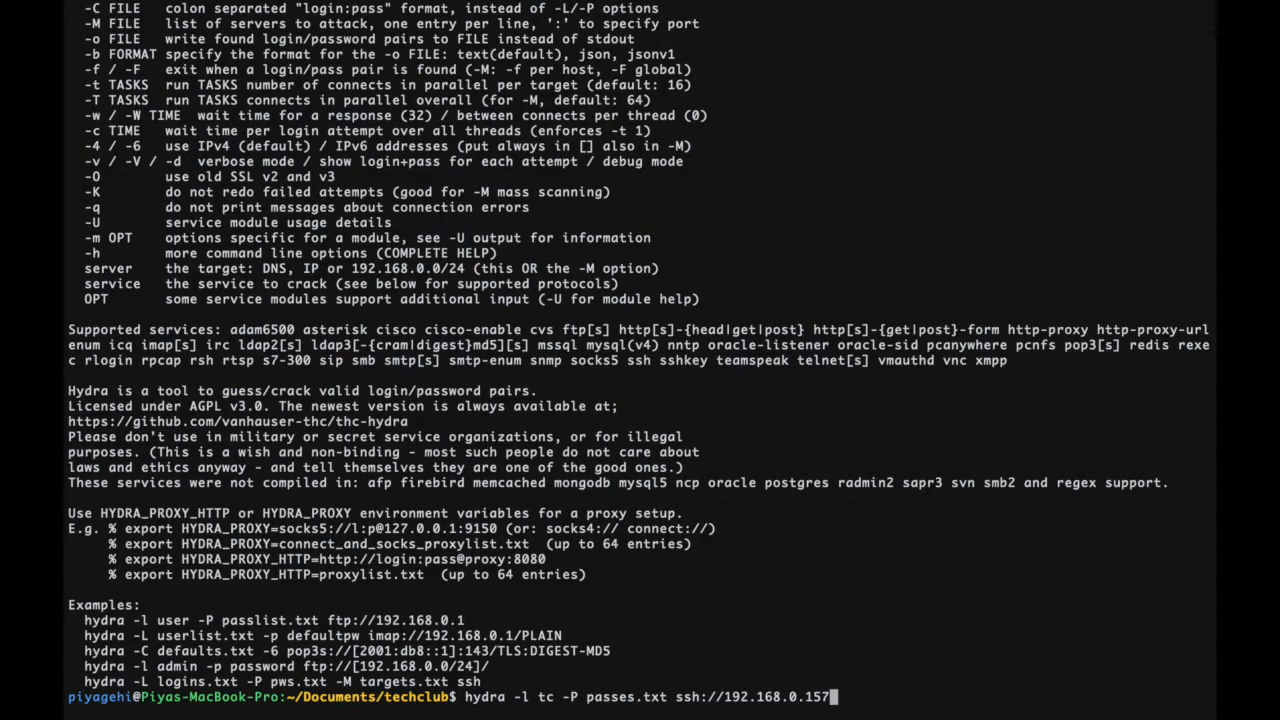 -C FILE   colon separated "login:pass" format, instead of -L/-P options
-M FILE   list of servers to attack, one entry per line, ':' to specify port
-o FILE   write found login/password pairs to FILE instead of stdout
-b FORMAT specify the format for the -o FILE: text(default), json, jsonv1
-f / -F   exit when a login/pass pair is found (-M: -f per host, -F global)
-t TASKS  run TASKS number of connects in parallel per target (default: 16)
-T TASKS  run TASKS connects in parallel overall (for -M, default: 64)
-w / -W TIME  wait time for a response (32) / between connects per thread (0)
-c TIME   wait time per login attempt over all threads (enforces -t 1)
-4 / -6   use IPv4 (default) / IPv6 addresses (put always in [] also in -M)
-v / -V / -d  verbose mode / show login+pass for each attempt / debug mode
-O        use old SSL v2 and v3
-K        do not redo failed attempts (good for -M mass scanning)
-q        do not print messages about connection errors
-U        service module usage details
-m OPT    options specific for a module, see -U output for information
-h        more command line options (COMPLETE HELP)
server    the target: DNS, IP or 192.168.0.0/24 (this OR the -M option)
service   the service to crack (see below for supported protocols)
OPT       some service modules support additional input (-U for module help)
Supported services: adam6500 asterisk cisco cisco-enable cvs ftp[s] http[s]-{head|get|post} http[s]-{get|post}-form http-proxy http-proxy-url
enum icq imap[s] irc ldap2[s] ldap3[-{cram|digest}md5][s] mssql mysql(v4) nntp oracle-listener oracle-sid pcanywhere pcnfs pop3[s] redis rexe
c rlogin rpcap rsh rtsp s7-300 sip smb smtp[s] smtp-enum snmp socks5 ssh sshkey teamspeak telnet[s] vmauthd vnc xmpp
Hydra is a tool to guess/crack valid login/password pairs.
Licensed under AGPL v3.0. The newest version is always available at;
https://github.com/vanhauser-thc/thc-hydra
Please don't use in military or secret service organizations, or for illegal
purposes. (This is a wish and non-binding - most such people do not care about
laws and ethics anyway - and tell themselves they are one of the good ones.)
These services were not compiled in: afp firebird memcached mongodb mysql5 ncp oracle postgres radmin2 sapr3 svn smb2 and regex support.
Use HYDRA_PROXY_HTTP or HYDRA_PROXY environment variables for a proxy setup.
E.g. % export HYDRA_PROXY=socks5://l:p@127.0.0.1:9150 (or: socks4:// connect://)
% export HYDRA_PROXY=connect_and_socks_proxylist.txt  (up to 64 entries)
% export HYDRA_PROXY_HTTP=http://login:pass@proxy:8080
% export HYDRA_PROXY_HTTP=proxylist.txt  (up to 64 entries)
Examples:
hydra -l user -P passlist.txt ftp://192.168.0.1
hydra -L userlist.txt -p defaultpw imap://192.168.0.1/PLAIN
hydra -C defaults.txt -6 pop3s://[2001:db8::1]:143/TLS:DIGEST-MD5
hydra -l admin -p password ftp://[192.168.0.0/24]/
hydra -L logins.txt -P pws.txt -M targets.txt ssh
piyagehi@Piyas-MacBook-Pro:~/Documents/techclub$ hydra -l tc -P passes.txt ssh://192.168.0.157